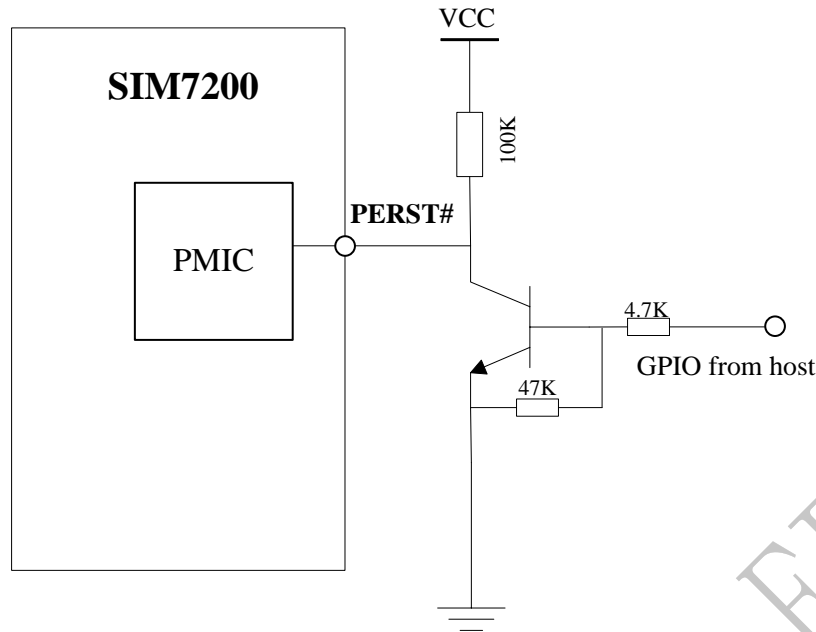 VCC
SIM7200
100K
PERST#
PMIC
4.7K
GPIO from host
47K